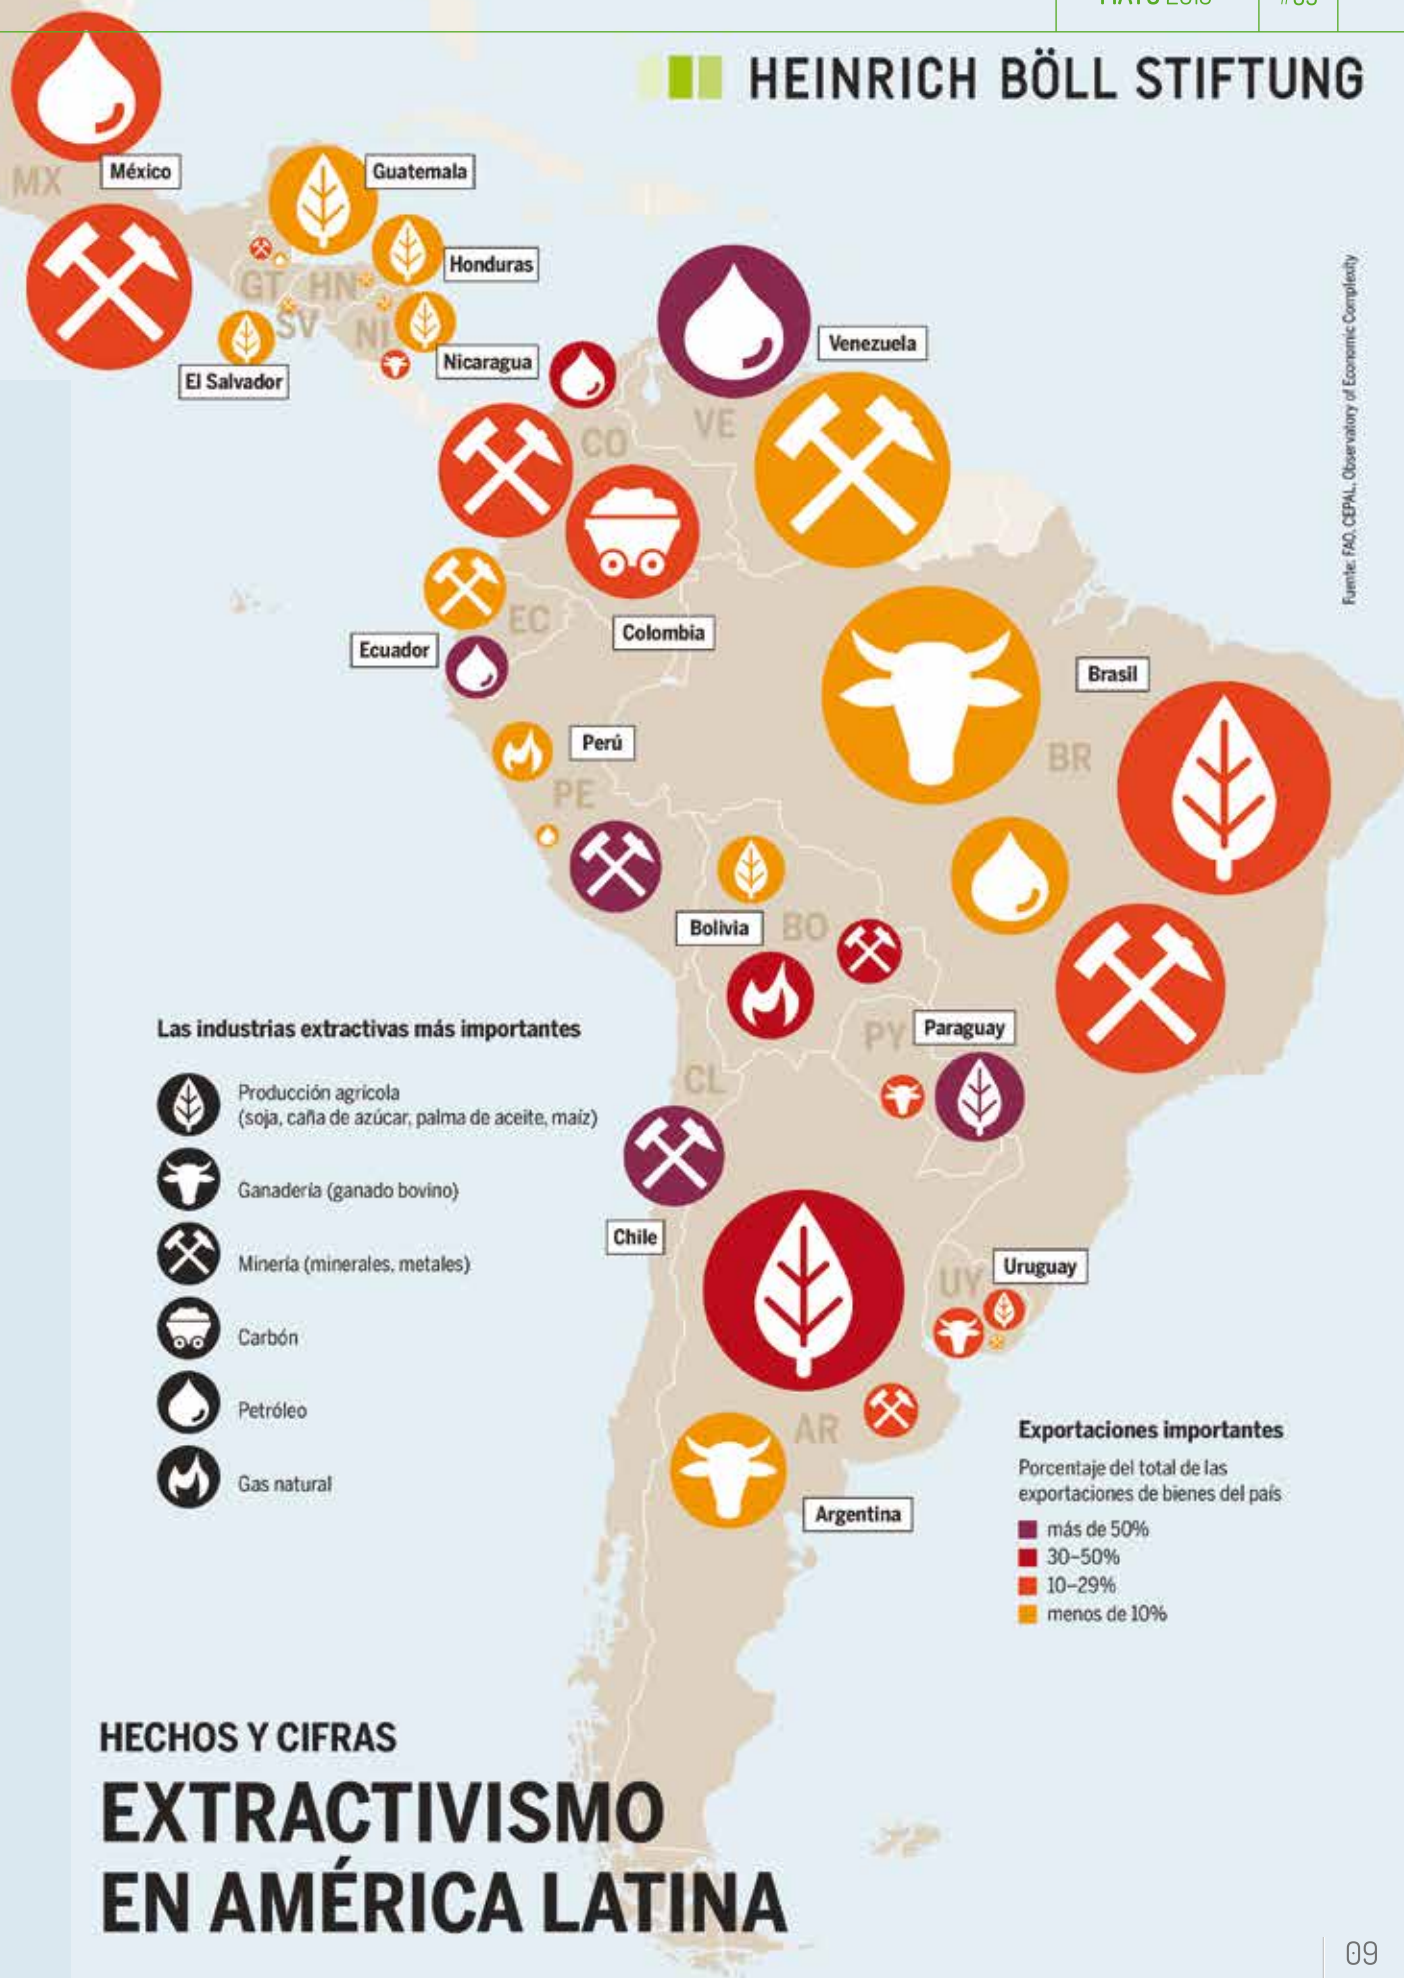 HEINRICH BÖLL STIFTUNG
MX
México
Guatemala
Honduras
GT
HN
SV
NI
El Salvador
Nicaragua
Venezuela
VE
CO
Fuente: FAO, CEPAL, Observatory of Economic Complexity
EC
Colombia
Ecuador
Brasil
BR
Perú
PE
Bolivia
BO
PY
Paraguay
CL
Chile
UY
Uruguay
AR
Argentina
Las industrias extractivas más importantes
Producción agrícola
(soja, caña de azúcar, palma de aceite, maíz)
Ganadería (ganado bovino)
Minería (minerales, metales)
Carbón
Petróleo
Gas natural
Exportaciones importantes
Porcentaje del total de las
exportaciones de bienes del país
más de 50%
30–50%
10–29%
menos de 10%
HECHOS Y CIFRAS
EXTRACTIVISMO
EN AMÉRICA LATINA
09